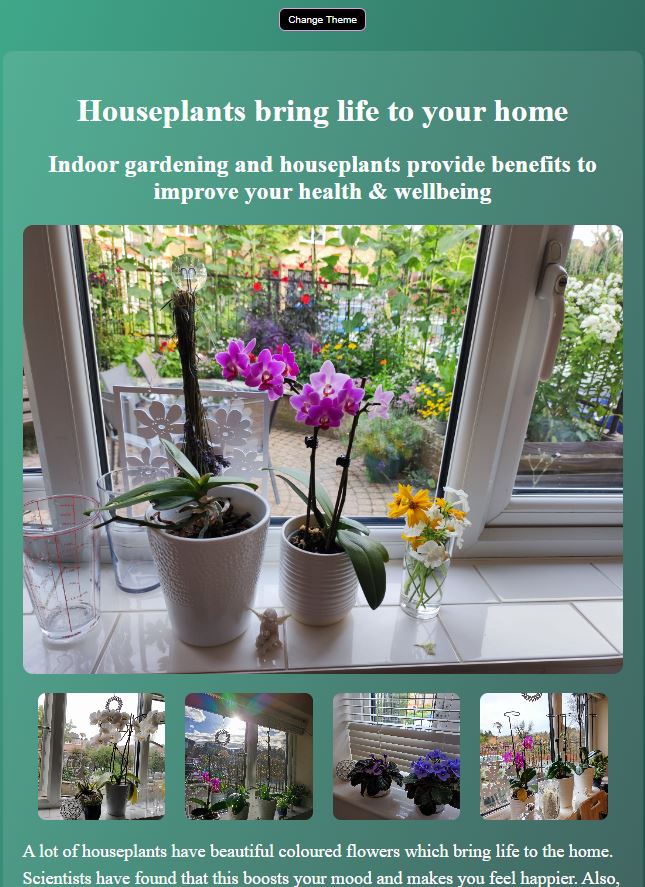 Change Theme
Houseplants bring life to your home
Indoor gardening and houseplants provide benefits to
improve your health & wellbeing
A lot of houseplants have beautiful coloured flowers which bring life to the home.
Scientists have found that this boosts your mood and makes you feel happier. Also,